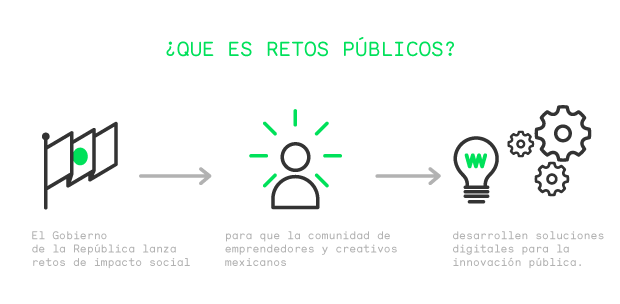 ¿QUE ES RETOS PÚBLICOS?
El Gobierno
de la República lanza
retos de impacto social
para que la comunidad de
emprendedores y creativos
mexicanos
desarrollen soluciones
digitales para la
innovación pública.